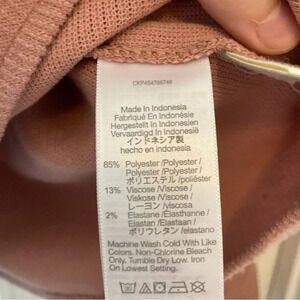 Made In Indonesia
Fabriqué En Indonésie
Hergestellt in Indonesien
Vervaardigd In Indonesië
インドネシア製
hecho en indonesia
85% Polyester /Polyester /
Polyester /Polyester /
ポリエステル /poliéster
13% Viscose /Viscose /
Viskose /Viscose /
レーヨン /viscosa
2% Elastane /Élasthanne /
Elastan /Elastaan /
ポリウレタン /elastano
Machine Wash Cold With Like
Colors. Non-Chlorine Bleach
Only. Tumble Dry Low. Iron
On Lowest Setting.